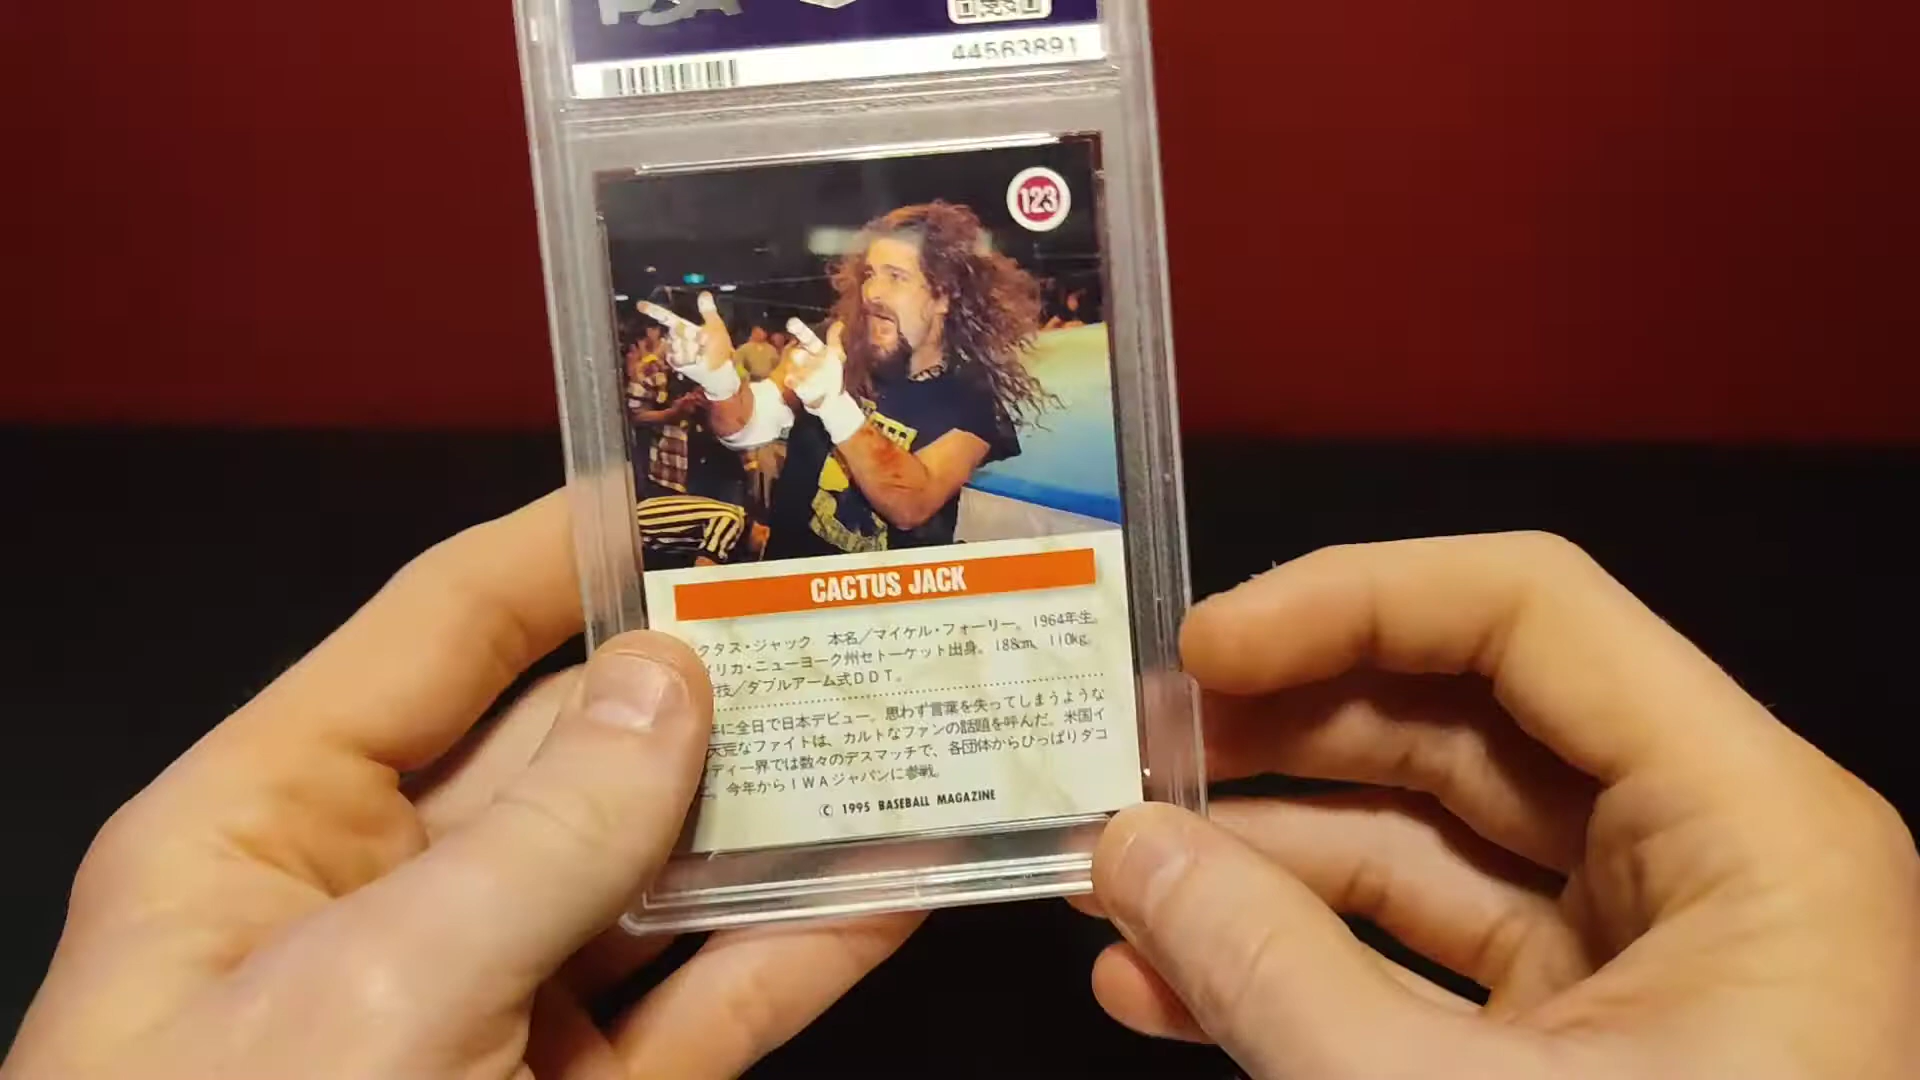 PSA
44563891
123
CACTUS JACK
クタス・ジャック 本名／マイケル・フォーリー。1964年生。
メリカ・ニューヨーク州セトーケット出身。188cm、110kg。
技／ダブルアーム式ＤＤＴ。
年に全日で日本デビュー。思わず言葉を失ってしまうような
大荒なファイトは、カルトなファンの話題を呼んだ。米国イ
ディー界では数々のデスマッチで、各団体からひっぱりダコ
今年からＩＷＡジャパンに参戦。
© 1995 BASEBALL MAGAZINE